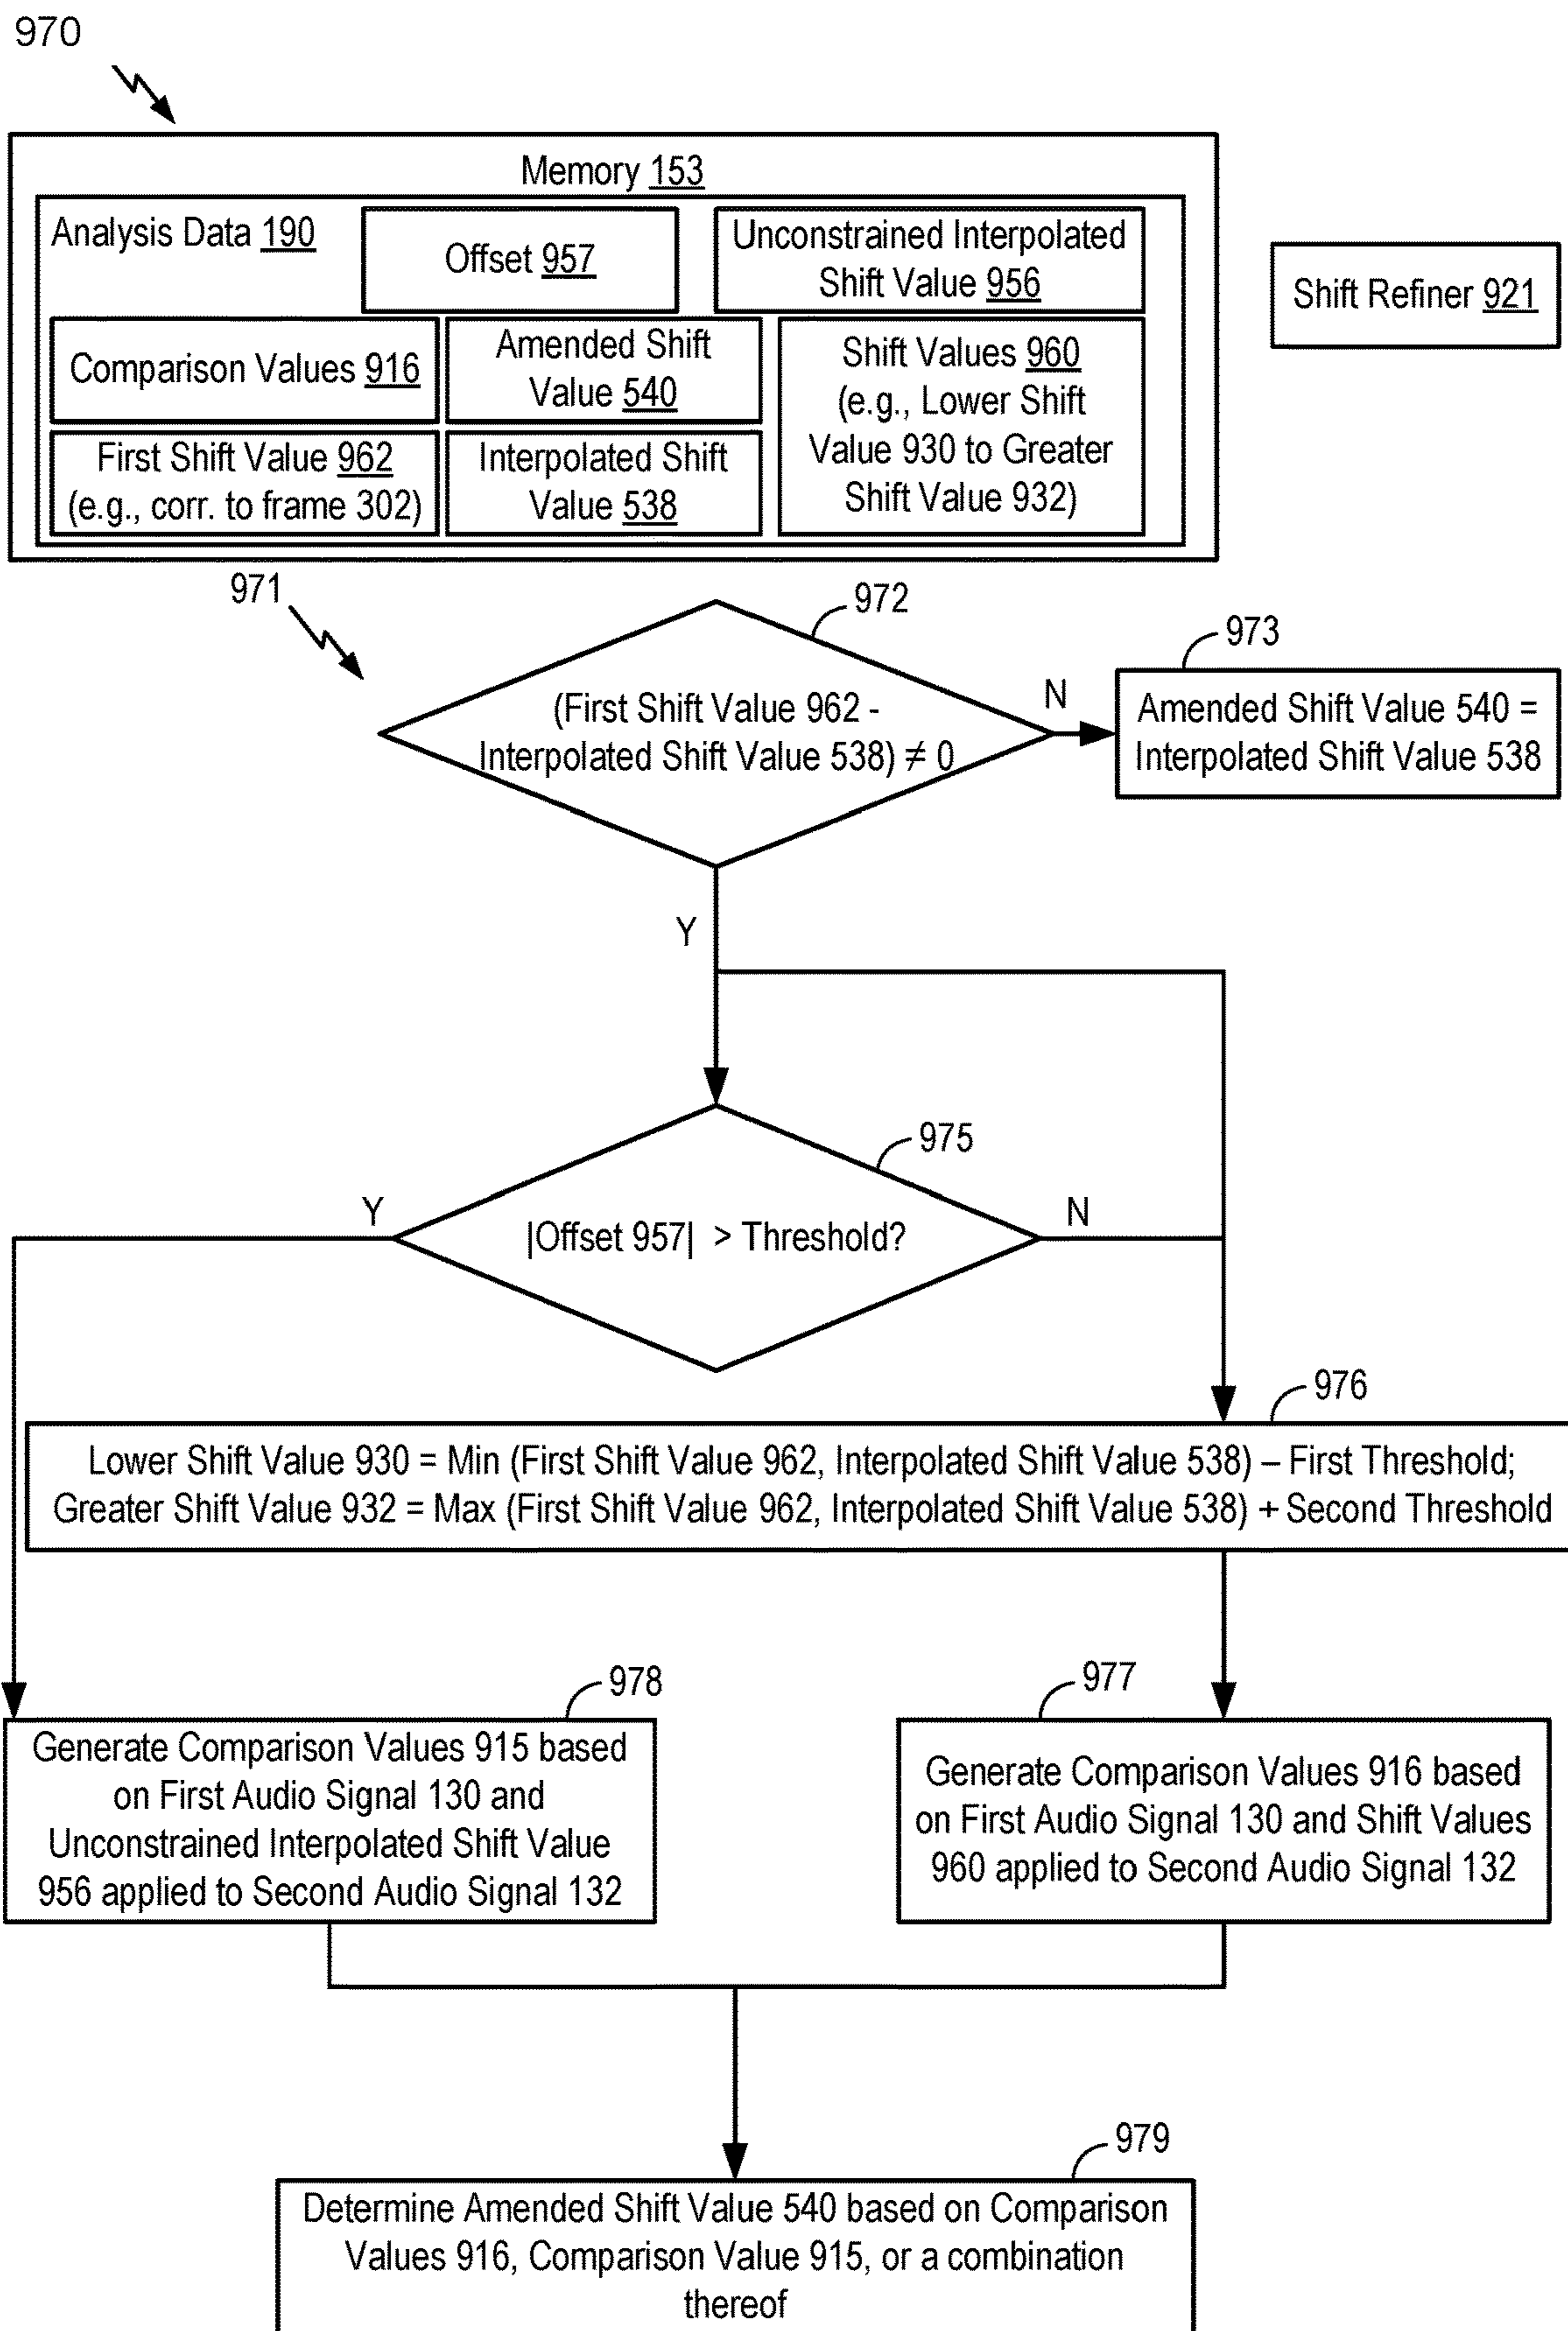 970
Memory 153
Analysis Data 190
Offset 957
Unconstrained Interpolated
Shift Value 956
Shift Refiner 921
Comparison Values 916
Amended Shift
Value 540
Shift Values 960
(e.g., Lower Shift
Value 930 to Greater
Shift Value 932)
First Shift Value 962
(e.g., corr. to frame 302)
Interpolated Shift
Value 538
971
972
973
(First Shift Value 962 -
Interpolated Shift Value 538) ≠ 0
N
Amended Shift Value 540 =
Interpolated Shift Value 538
Y
975
Y
|Offset 957| > Threshold?
N
976
Lower Shift Value 930 = Min (First Shift Value 962, Interpolated Shift Value 538) – First Threshold;
Greater Shift Value 932 = Max (First Shift Value 962, Interpolated Shift Value 538) + Second Threshold
978
977
Generate Comparison Values 915 based
on First Audio Signal 130 and
Unconstrained Interpolated Shift Value
956 applied to Second Audio Signal 132
Generate Comparison Values 916 based
on First Audio Signal 130 and Shift Values
960 applied to Second Audio Signal 132
979
Determine Amended Shift Value 540 based on Comparison
Values 916, Comparison Value 915, or a combination
thereof